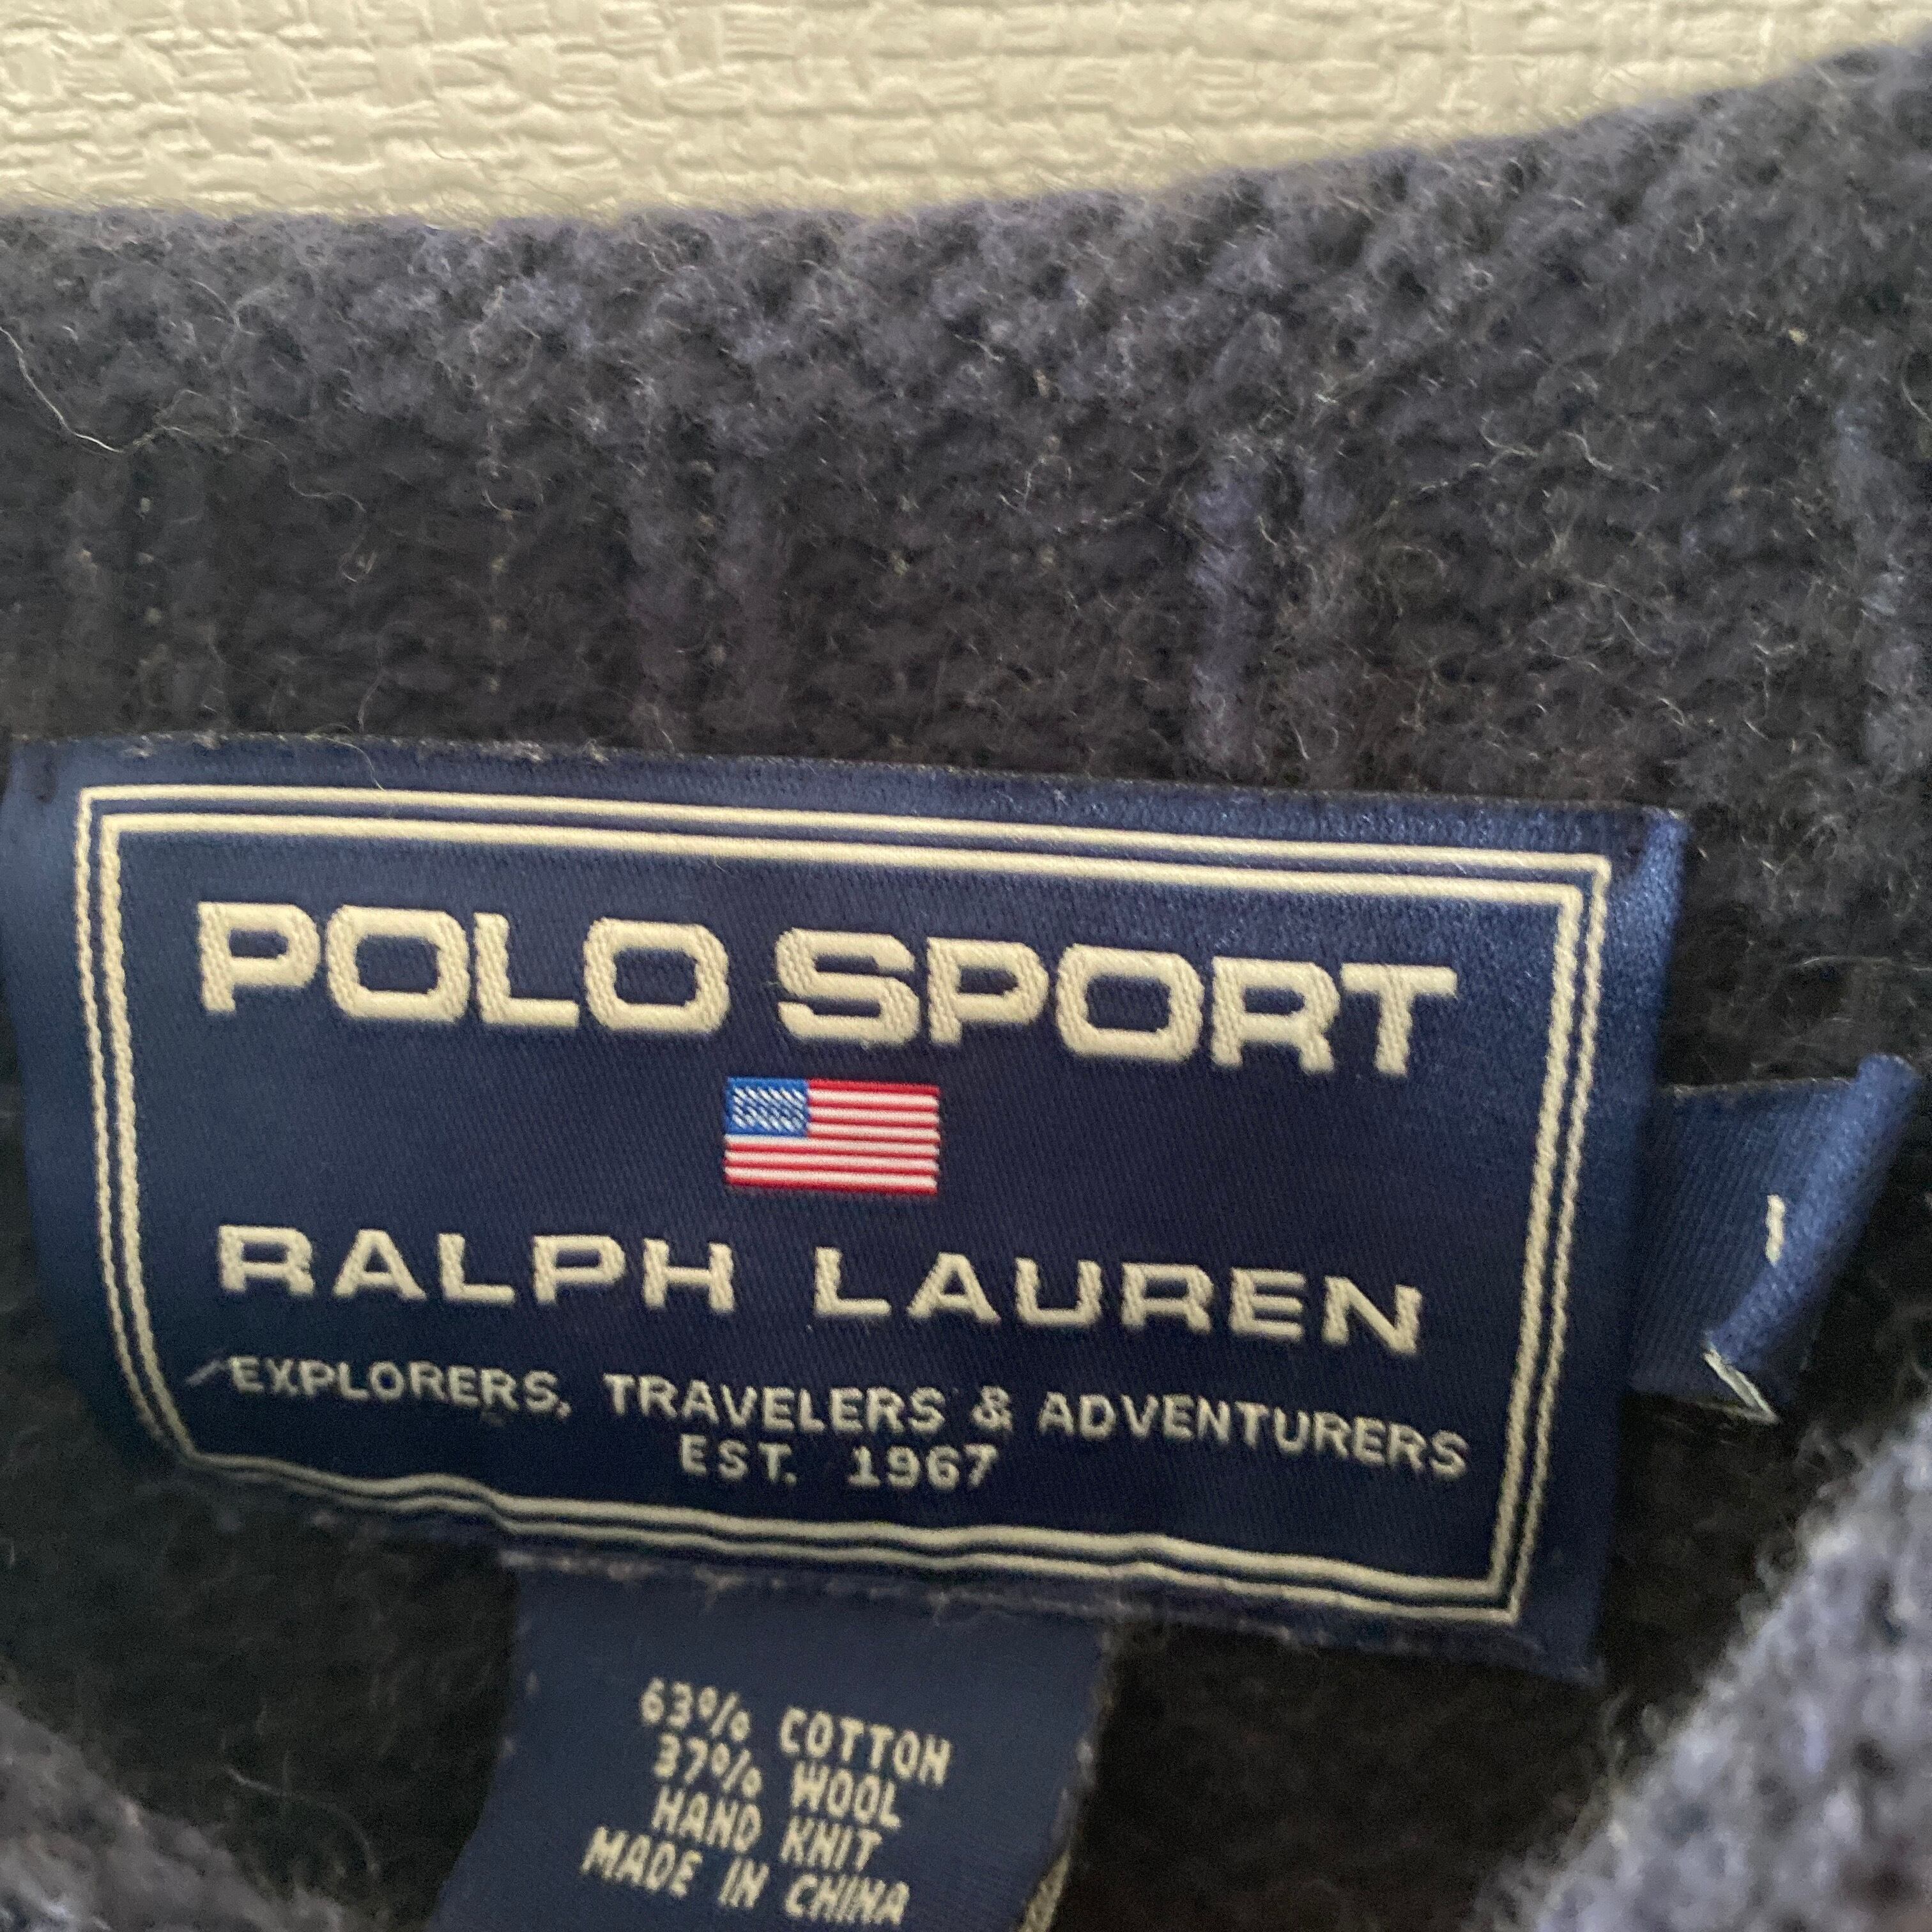 POLO SPORT
RALPH LAUREN
EXPLORERS, TRAVELERS & ADVENTURERS
EST. 1967
63% COTTON
37% WOOL
HAND KNIT
MADE IN CHINA